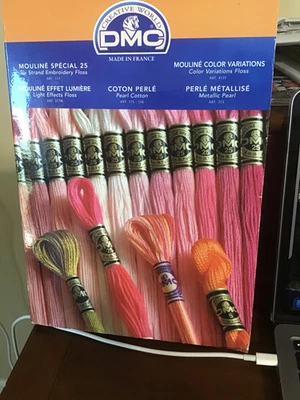 CREATIVE WORLD
DMC
MADE IN FRANCE
MOULINÉ SPÉCIAL 25
Six Strand Embroidery Floss
MOULINÉ COLOR VARIATIONS
Color Variations Floss
MOULINÉ EFFET LUMIÈRE
Light Effects Floss
COTON PERLÉ
Pearl Cotton
PERLÉ MÉTALLISÉ
Metallic Pearl
DMC